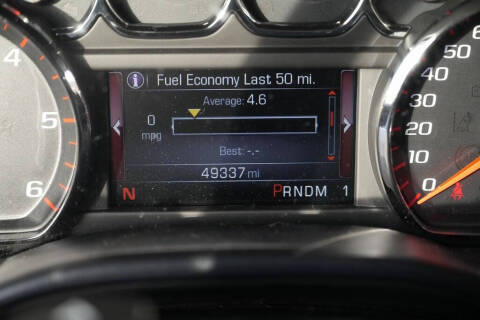 Fuel Economy Last 50 mi.
Average: 4.6
0
mpg
Best: -.-
49337 mi
N PRNDM 1
4
5
6
60
50
40
30
20
10
0